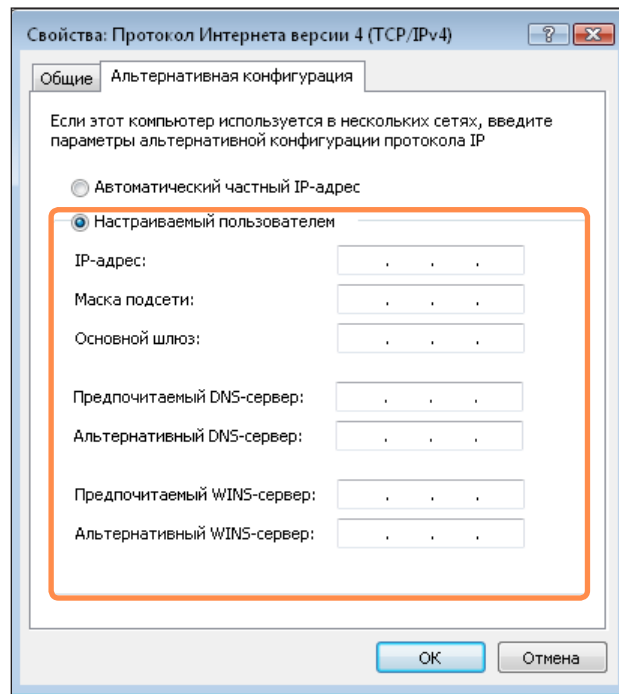 Свойства: Протокол Интернета версии 4 (TCP/IPv4)
Общие
Альтернативная конфигурация
Если этот компьютер используется в нескольких сетях, введите
параметры альтернативной конфигурации протокола IP
Автоматический частный IP-адрес
Настраиваемый пользователем
IP-адрес:
Маска подсети:
Основной шлюз:
Предпочитаемый DNS-сервер:
Альтернативный DNS-сервер:
Предпочитаемый WINS-сервер:
Альтернативный WINS-сервер:
ОК
Отмена